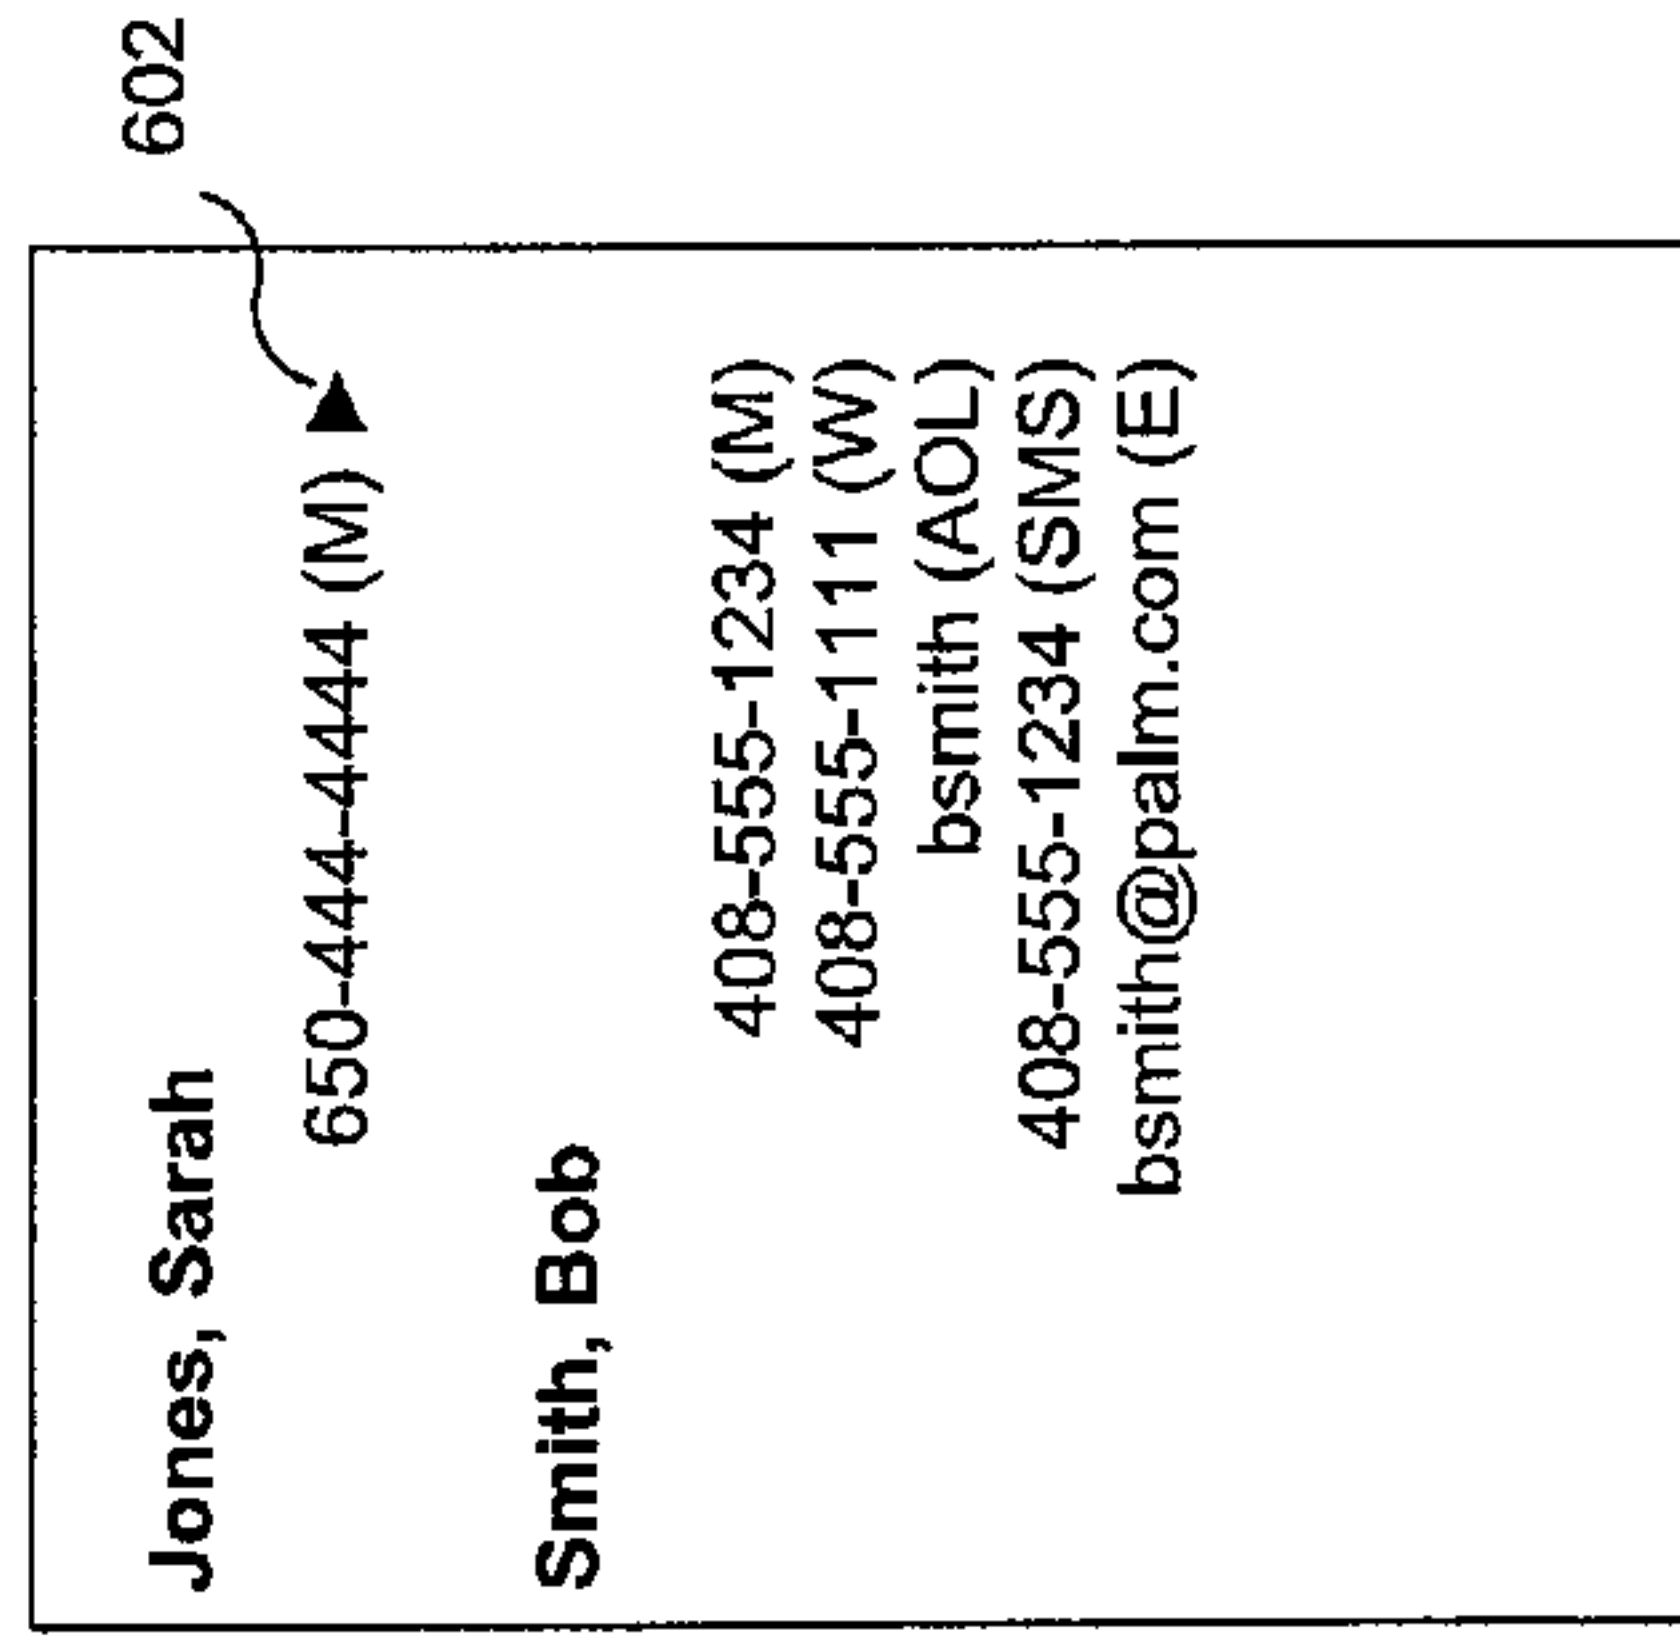 602
Jones, Sarah
650-444-4444 (M)
Smith, Bob
408-555-1234 (M)
408-555-1111 (W)
bsmith (AOL)
408-555-1234 (SMS)
bsmith@palm.com (E)